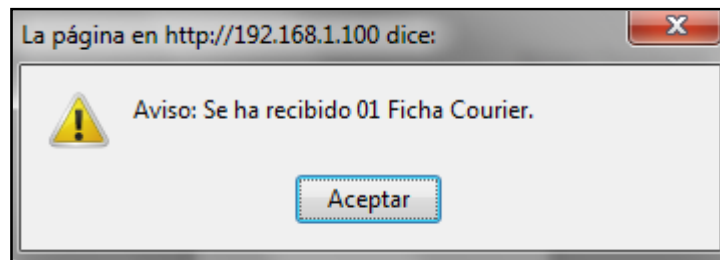 La página en http://192.168.1.100 dice:
Aviso: Se ha recibido 01 Ficha Courier.
Aceptar